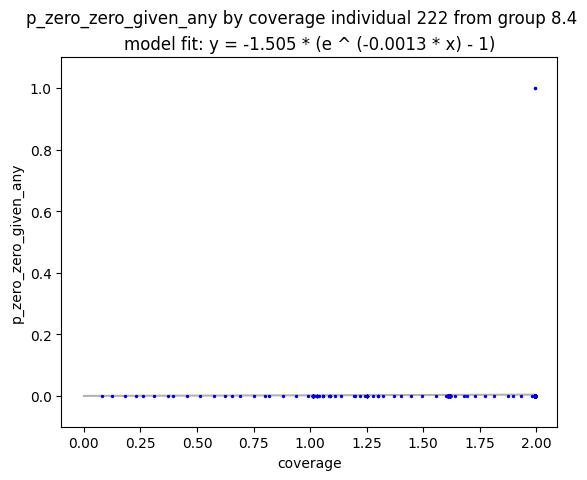 p_zero_zero_given_any by coverage individual 222 from group 8.4
model fit: y = -1.505 * (e ^ (-0.0013 * x) - 1)
1.0
0.8
0.6
0.4
0.2
0.0
p_zero_zero_given_any
0.00 0.25 0.50 0.75 1.00 1.25 1.50 1.75 2.00
coverage